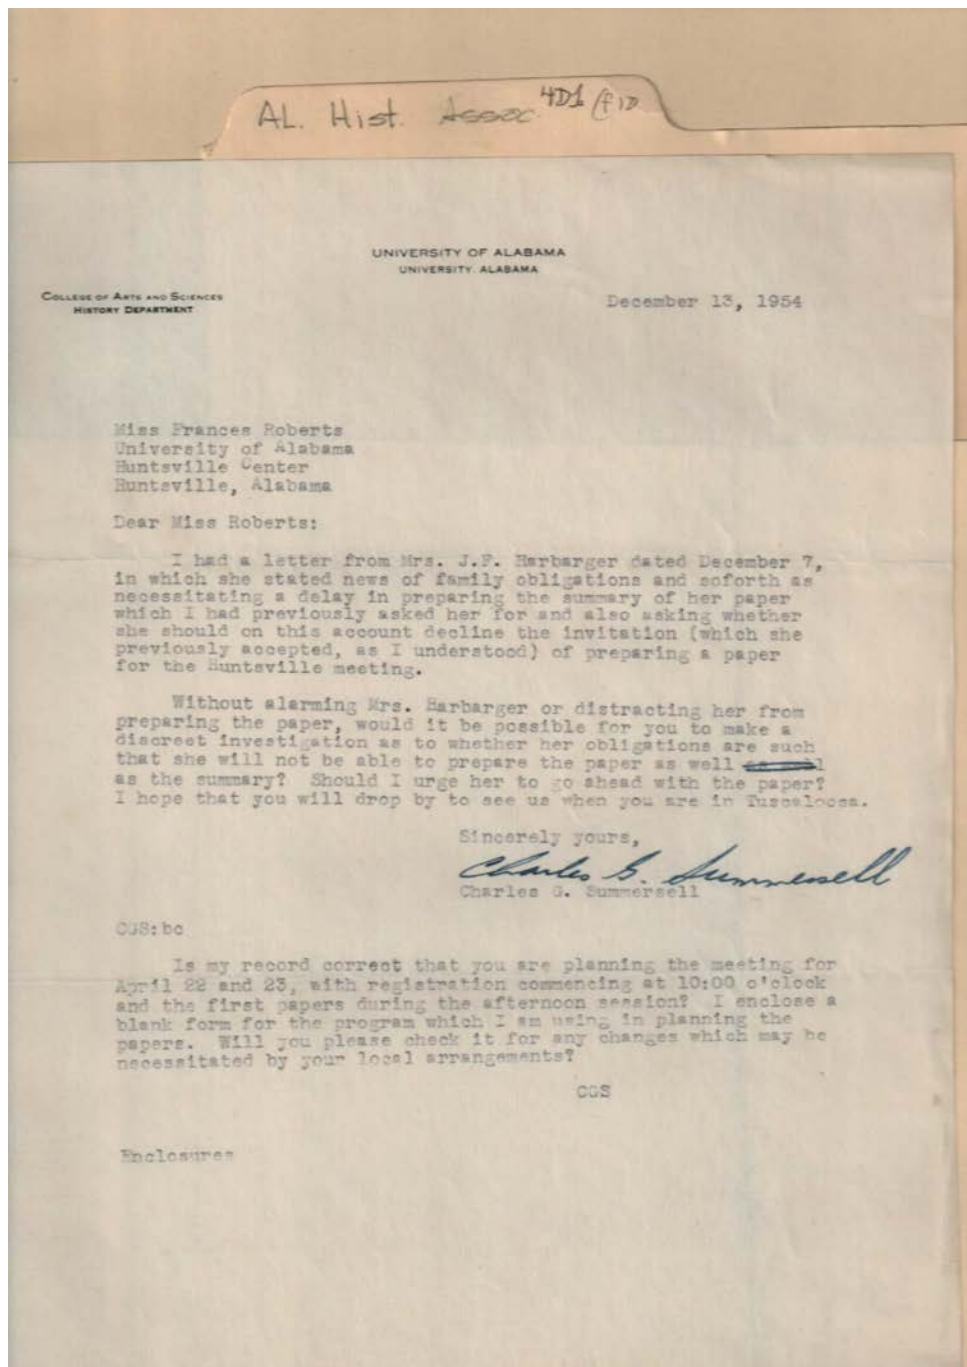 AL. Hist. Assoc. 4D1 (f10
UNIVERSITY OF ALABAMA
UNIVERSITY, ALABAMA
COLLEGE OF ARTS AND SCIENCES
HISTORY DEPARTMENT
December 13, 1954
Miss Frances Roberts
University of Alabama
Huntsville Center
Huntsville, Alabama
Dear Miss Roberts:
I had a letter from Mrs. J.F. Harbarger dated December 7,
in which she stated news of family obligations and soforth as
necessitating a delay in preparing the summary of her paper
which I had previously asked her for and also asking whether
she should on this account decline the invitation (which she
previously accepted, as I understood) of preparing a paper
for the Huntsville meeting.
Without alarming Mrs. Harbarger or distracting her from
preparing the paper, would it be possible for you to make a
discreet investigation as to whether her obligations are such
that she will not be able to prepare the paper as well
as the summary? Should I urge her to go ahead with the paper?
I hope that you will drop by to see us when you are in Tuscaloosa.
Sincerely yours,
Charles G. Summersell
Charles G. Summersell
CGS:bc
Is my record correct that you are planning the meeting for
April 22 and 23, with registration commencing at 10:00 o'clock
and the first papers during the afternoon session? I enclose a
blank form for the program which I am using in planning the
papers. Will you please check it for any changes which may be
necessitated by your local arrangements?
CGS
Enclosures